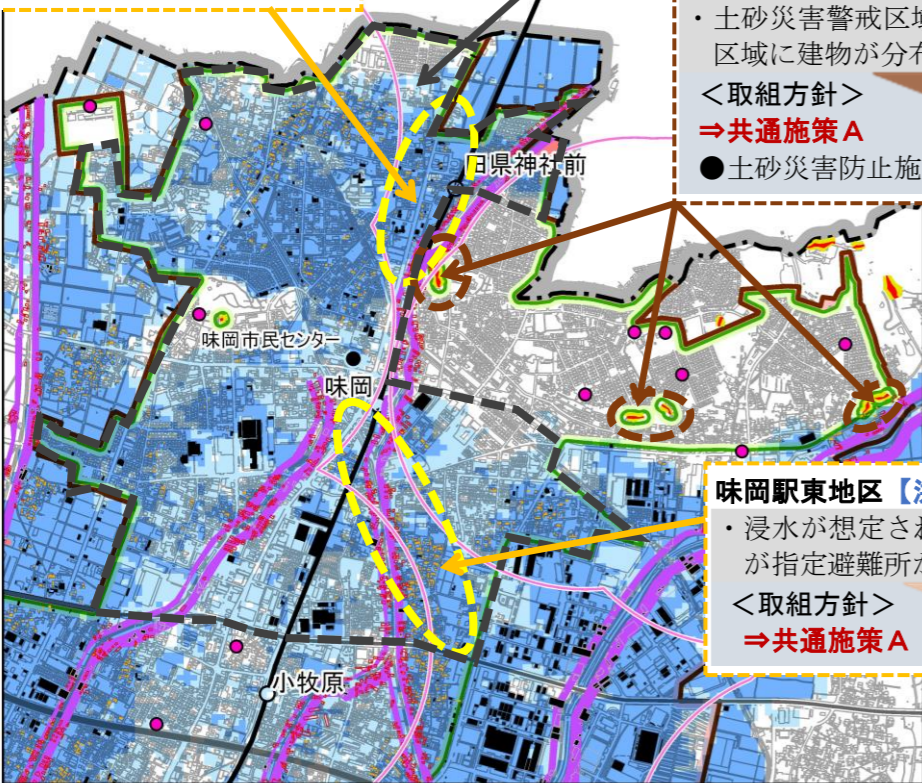 ・土砂災害警戒区域
区域に建物が分布
＜取組方針＞
⇒共通施策A
●土砂災害防止施
田県神社前
味岡市民センター
味岡
味岡駅東地区【
・浸水が想定さ
が指定避難所
＜取組方針＞
⇒共通施策A
小牧原